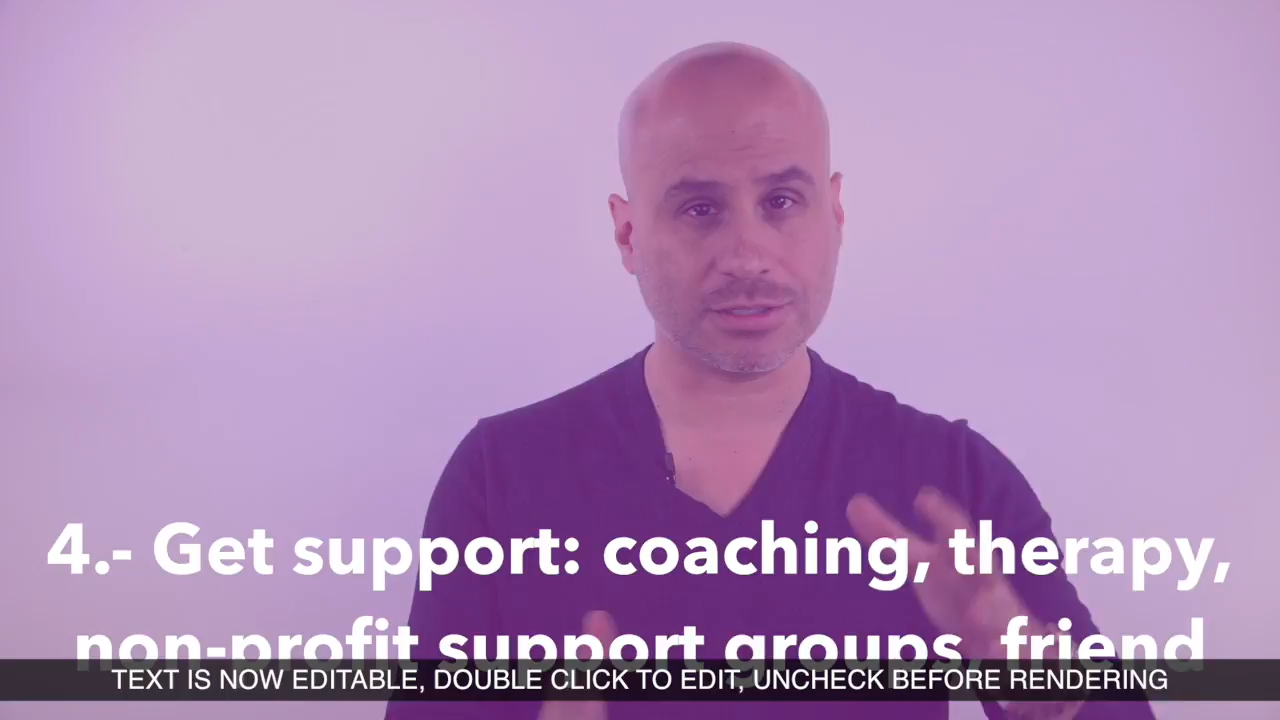 4.- Get support: coaching, therapy,
non-profit support groups, friend
TEXT IS NOW EDITABLE, DOUBLE CLICK TO EDIT, UNCHECK BEFORE RENDERING